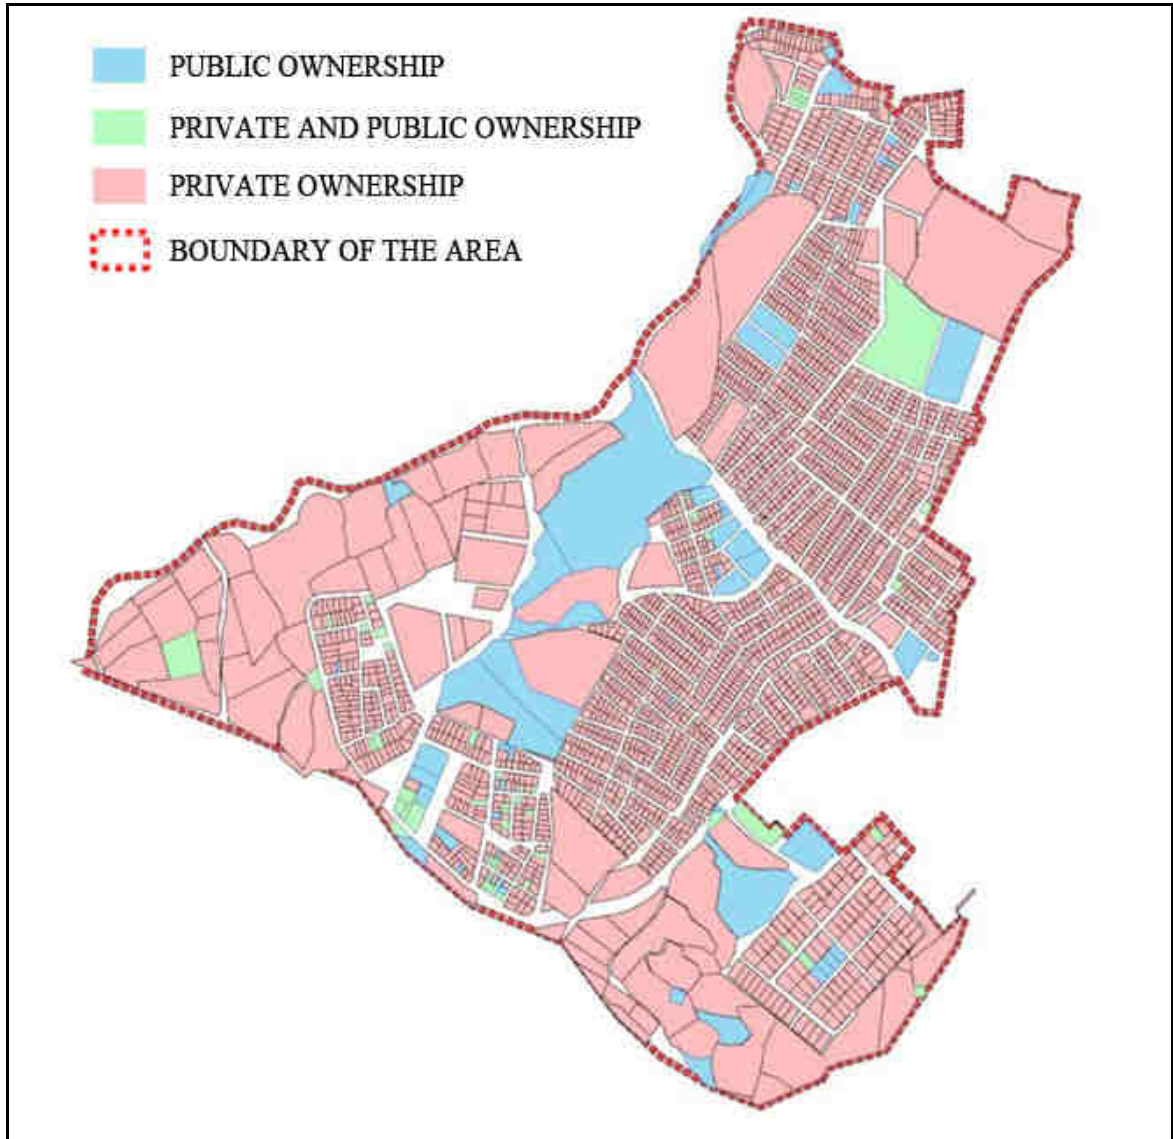 PUBLIC OWNERSHIP
PRIVATE AND PUBLIC OWNERSHIP
PRIVATE OWNERSHIP
BOUNDARY OF THE AREA